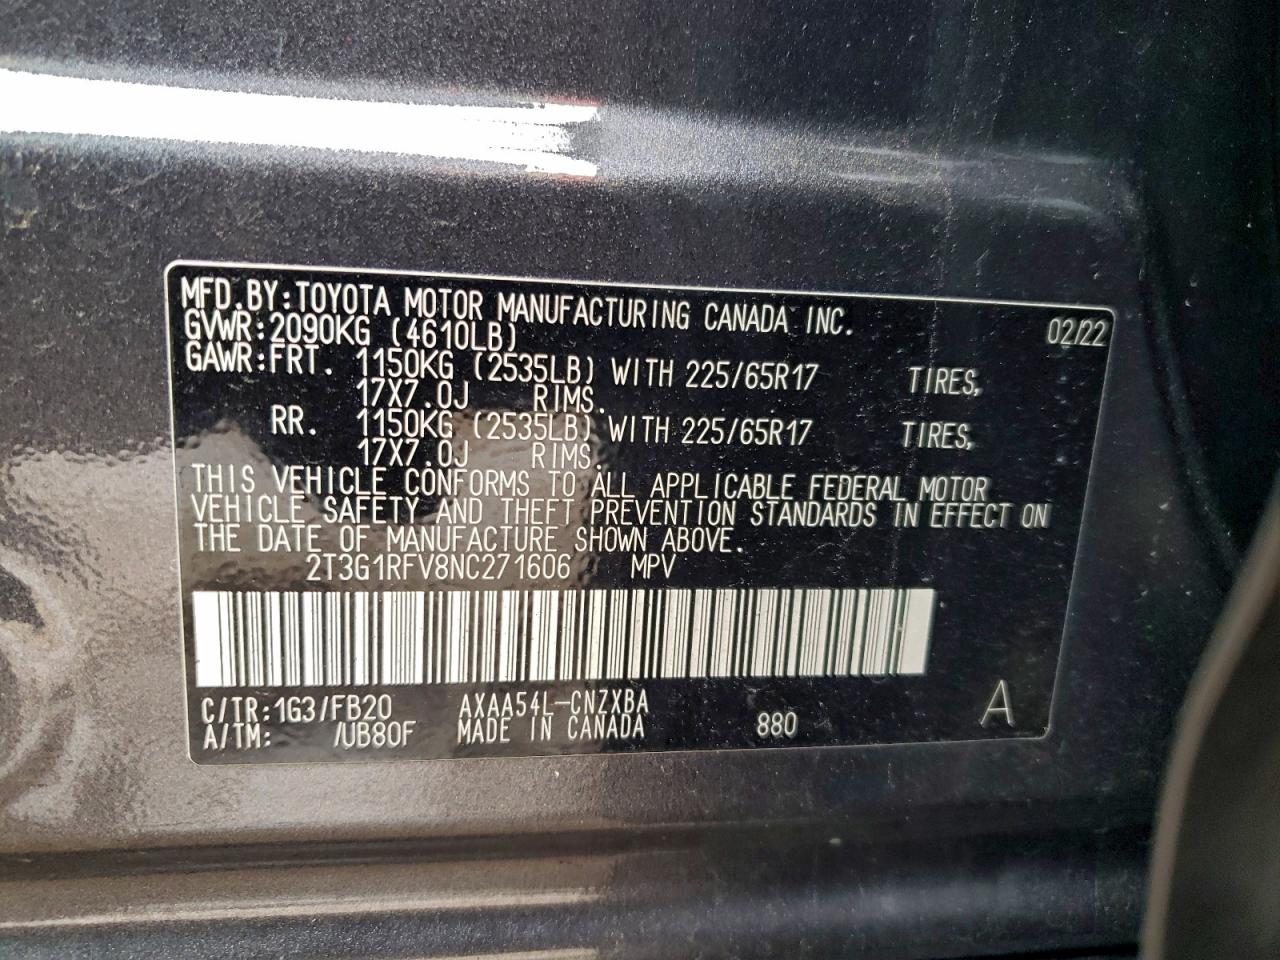 MFD.BY:TOYOTA MOTOR MANUFACTURING CANADA INC. 02/22
GVWR:2090KG (4610LB)
GAWR:FRT. 1150KG (2535LB) WITH 225/65R17 TIRES,
17X7.0J RIMS.
RR. 1150KG (2535LB) WITH 225/65R17 TIRES,
17X7.0J RIMS.
THIS VEHICLE CONFORMS TO ALL APPLICABLE FEDERAL MOTOR
VEHICLE SAFETY AND THEFT PREVENTION STANDARDS IN EFFECT ON
THE DATE OF MANUFACTURE SHOWN ABOVE.
2T3G1RFV8NC271606 MPV
C/TR:1G3/FB20 AXAA54L-CNZXBA A
A/TM: /UB80F MADE IN CANADA 880